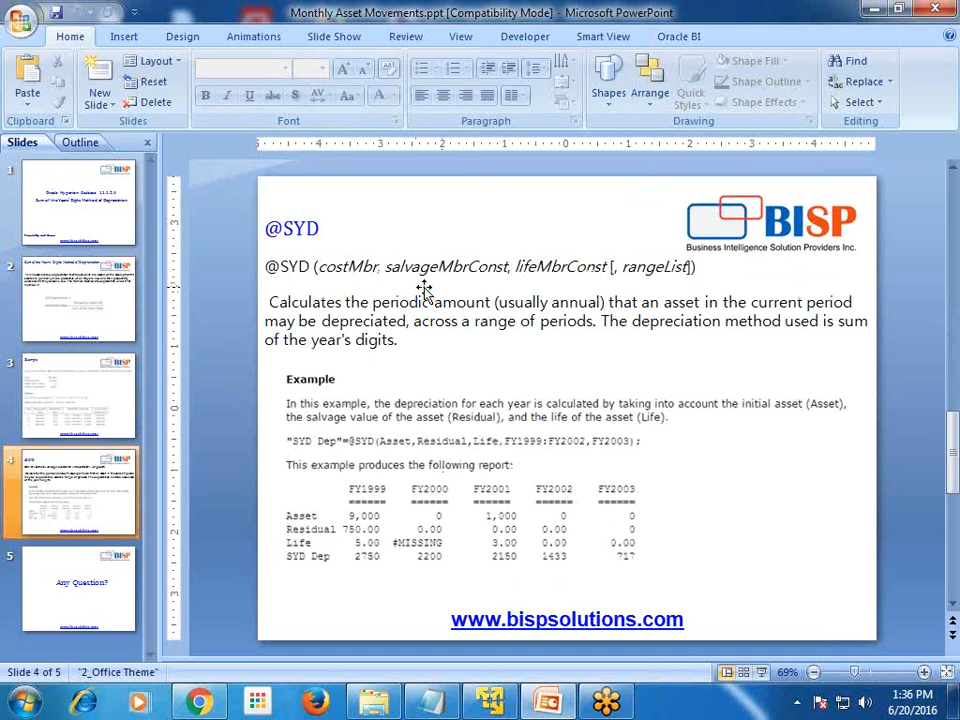 Monthly Asset Movements.ppt [Compatibility Mode] - Microsoft PowerPoint
Home Insert Design Animations Slide Show Review View Developer Smart View Oracle BI
Paste
New Slide
Layout
Reset
Delete
Shapes
Arrange
Quick Styles
Shape Fill
Shape Outline
Shape Effects
Find
Replace
Select
Clipboard Slides Font Paragraph Drawing Editing
Slides Outline
1
2
3
4
5
Example
@SYD
Any Question?
BISP
Business Intelligence Solution Providers Inc.
@SYD
@SYD (costMbr, salvageMbrConst, lifeMbrConst [, rangeList])
Calculates the periodic amount (usually annual) that an asset in the current period
may be depreciated, across a range of periods. The depreciation method used is sum
of the year's digits.
Example
In this example, the depreciation for each year is calculated by taking into account the initial asset (Asset),
the salvage value of the asset (Residual), and the life of the asset (Life).
"SYD Dep"=@SYD(Asset,Residual,Life,FY1999:FY2002,FY2003);
This example produces the following report:
FY1999 FY2000 FY2001 FY2002 FY2003
====== ====== ====== ====== ======
Asset 9,000 0 1,000 0 0
Residual 750.00 0.00 0.00 0.00 0
Life 5.00 #MISSING 3.00 0.00 0.00
SYD Dep 2750 2200 2150 1433 717
www.bispsolutions.com
Slide 4 of 5 "2_Office Theme" 69%
1:36 PM
6/20/2016